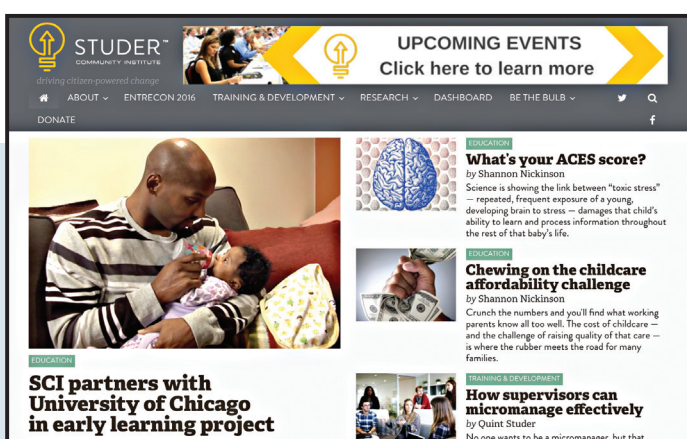 STUDER™
COMMUNITY INSTITUTE
driving citizen-powered change
UPCOMING EVENTS
Click here to learn more
ABOUT
ENTRECON 2016
TRAINING & DEVELOPMENT
RESEARCH
DASHBOARD
BE THE BULB
DONATE
EDUCATION
SCI partners with
University of Chicago
in early learning project
EDUCATION
What's your ACES score?
by Shannon Nickinson
Science is showing the link between “toxic stress”
— repeated, frequent exposure of a young,
developing brain to stress — damages that child's
ability to learn and process information throughout
the rest of that baby's life.
EDUCATION
Chewing on the childcare
affordability challenge
by Shannon Nickinson
Crunch the numbers and you'll find what working
parents know all too well. The cost of childcare —
and the challenge of raising quality of that care —
is where the rubber meets the road for many
families.
TRAINING & DEVELOPMENT
How supervisors can
micromanage effectively
by Quint Studer
No one wants to be a micromanager, but that